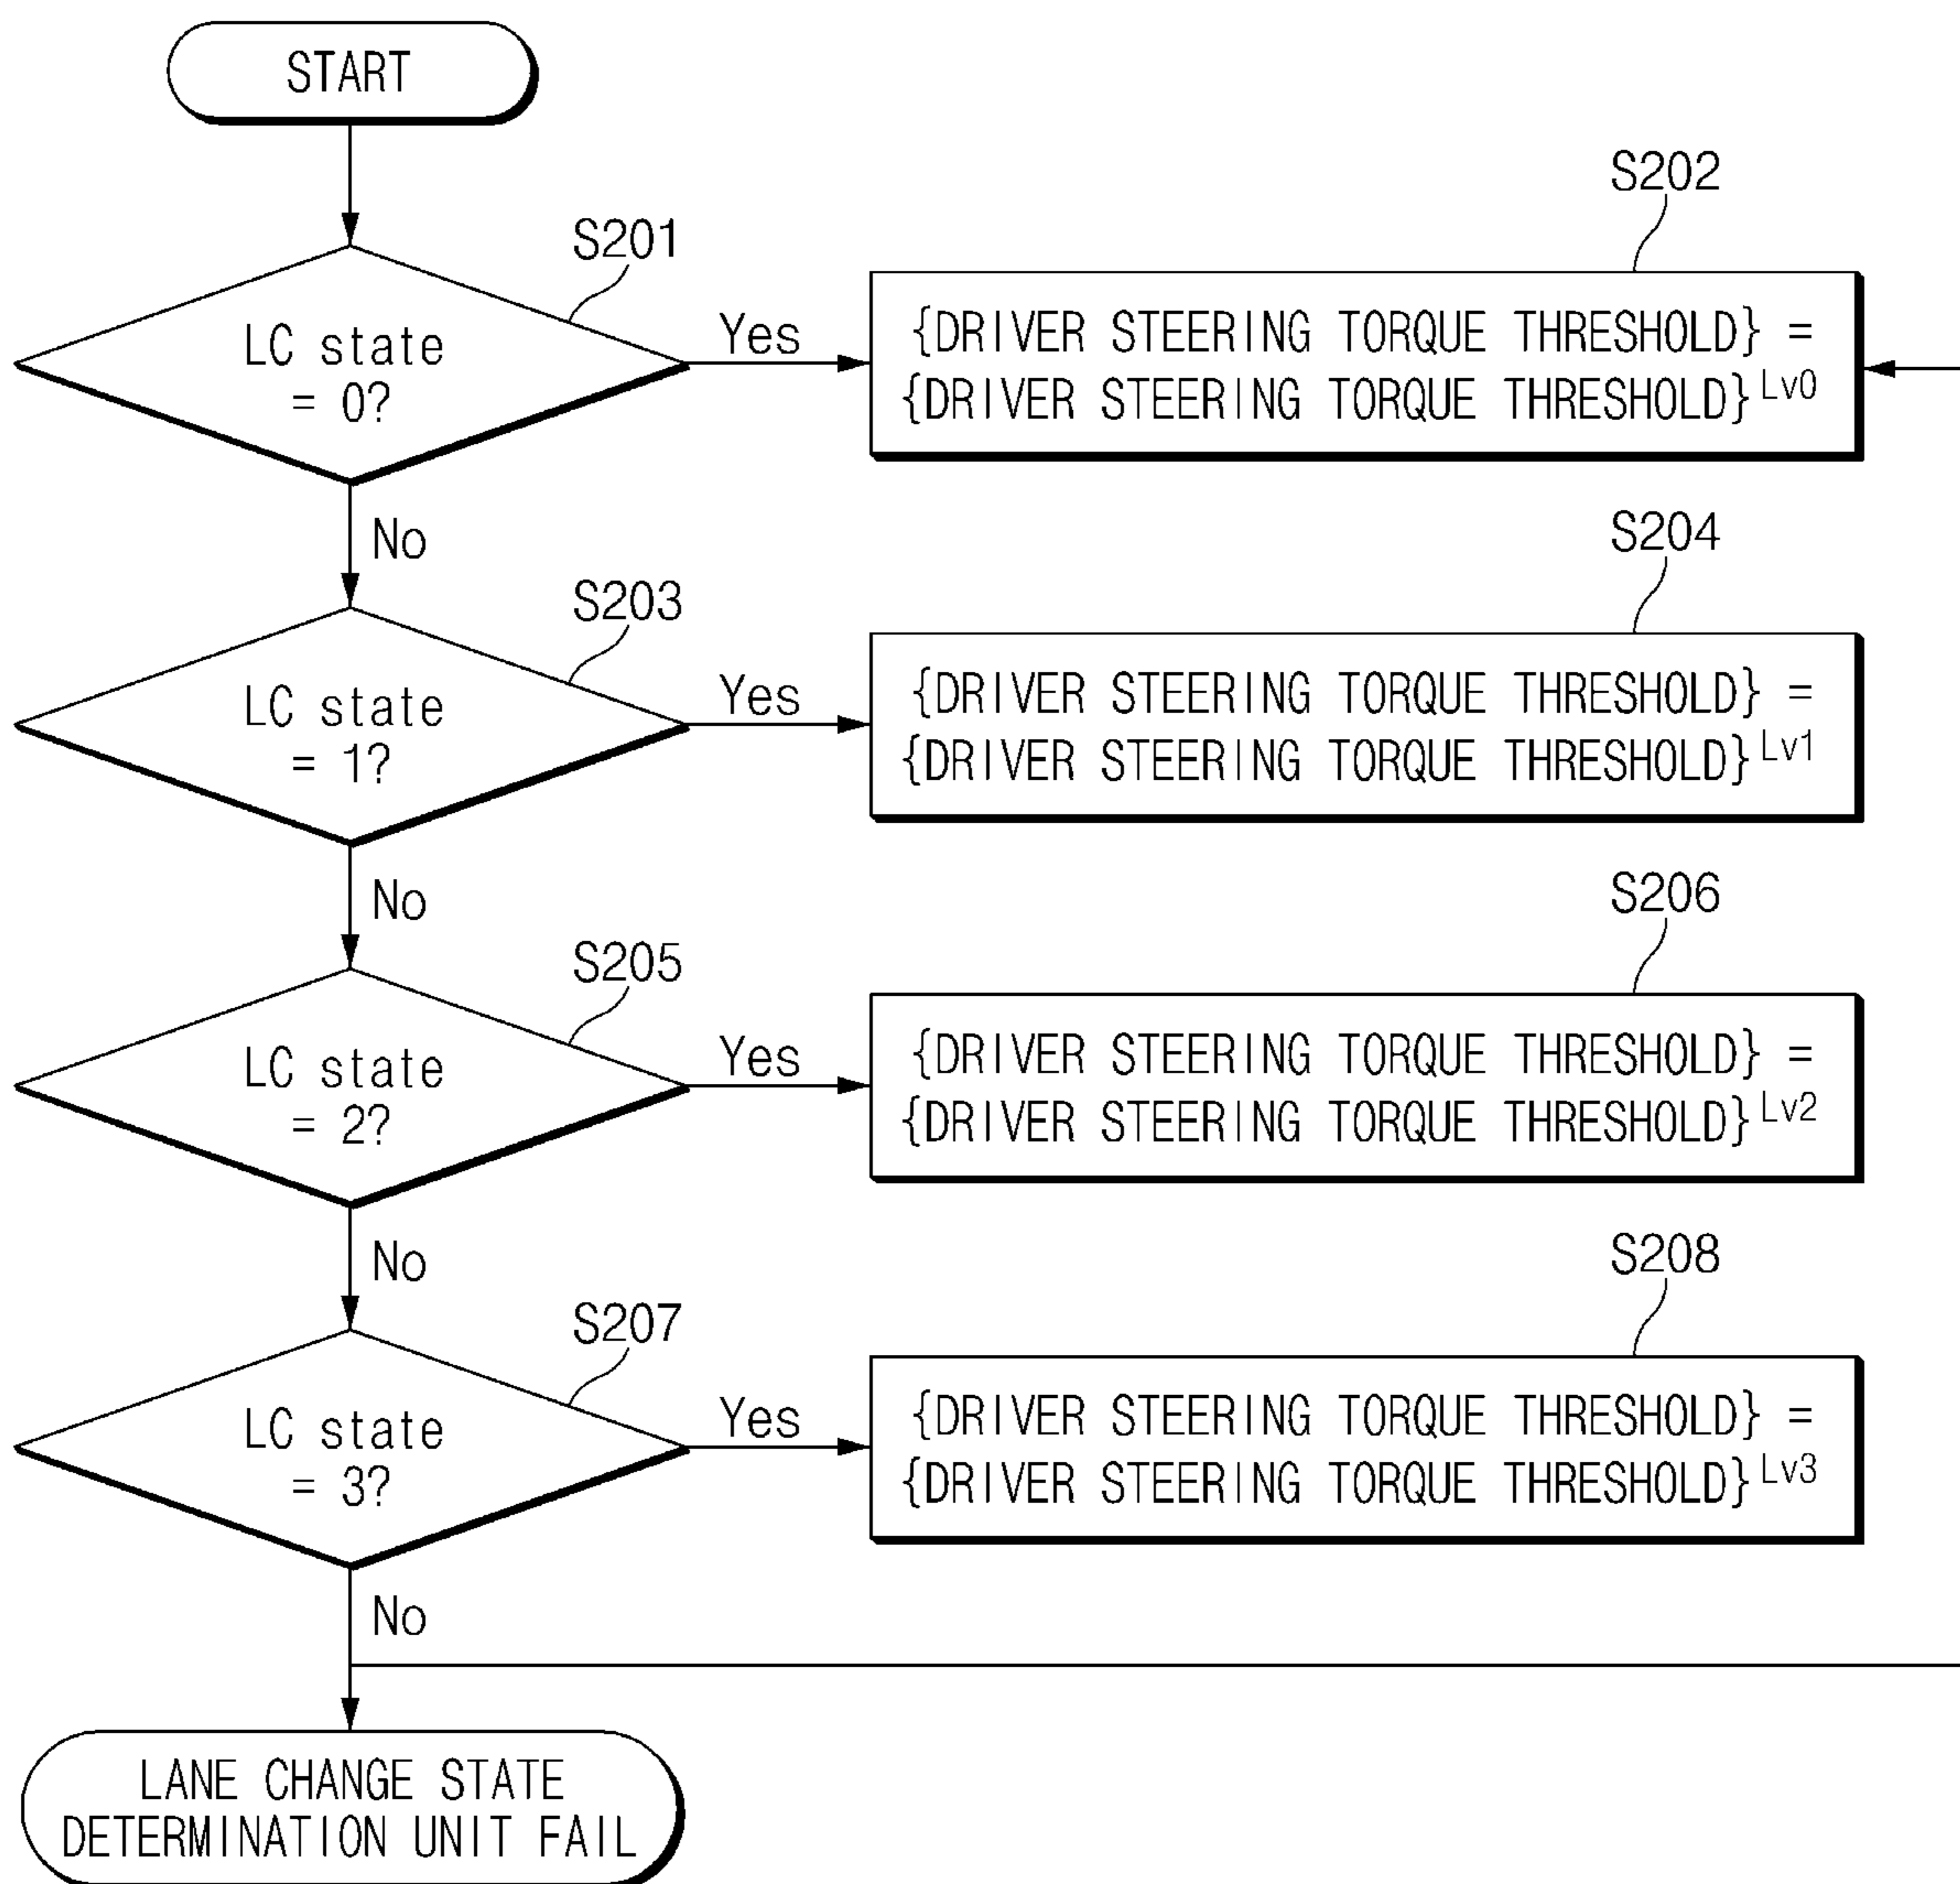 START
S201
S202
LC state
= 0?
Yes
{DRIVER STEERING TORQUE THRESHOLD} =
{DRIVER STEERING TORQUE THRESHOLD}Lv0
No
S203
S204
LC state
= 1?
Yes
{DRIVER STEERING TORQUE THRESHOLD} =
{DRIVER STEERING TORQUE THRESHOLD}Lv1
No
S205
S206
LC state
= 2?
Yes
{DRIVER STEERING TORQUE THRESHOLD} =
{DRIVER STEERING TORQUE THRESHOLD}Lv2
No
S207
S208
LC state
= 3?
Yes
{DRIVER STEERING TORQUE THRESHOLD} =
{DRIVER STEERING TORQUE THRESHOLD}Lv3
No
LANE CHANGE STATE
DETERMINATION UNIT FAIL